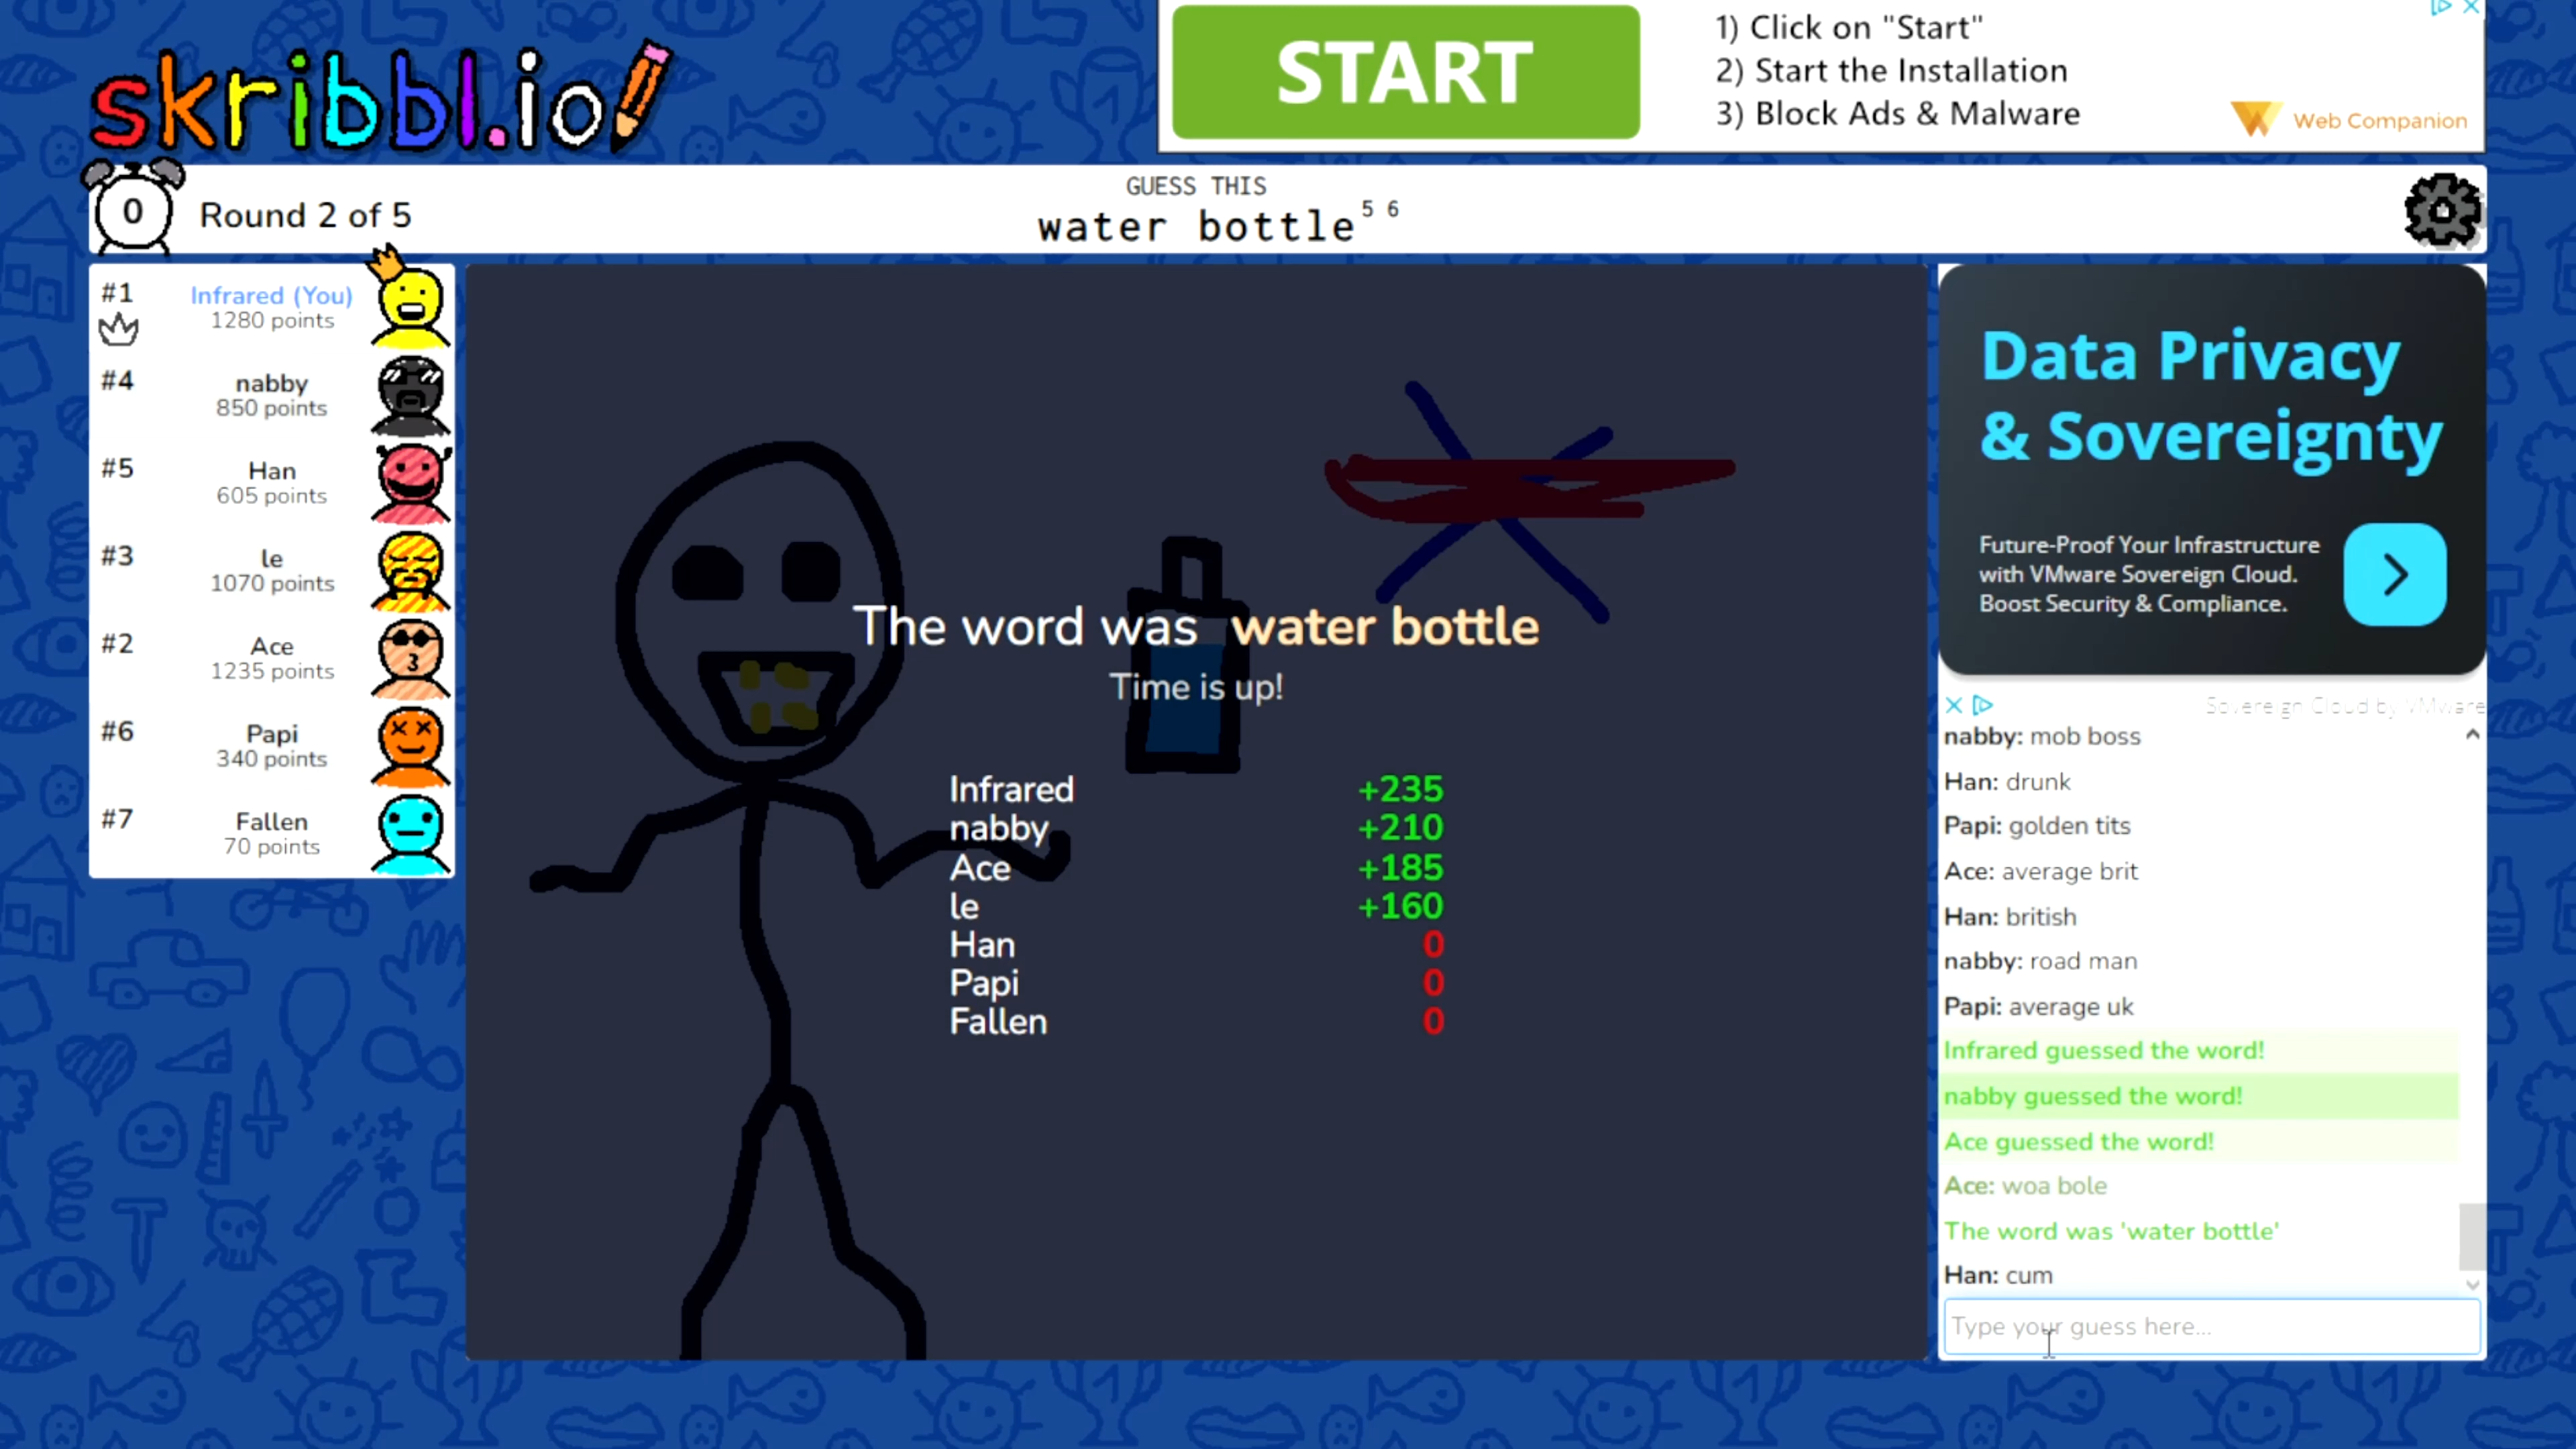 skribbl.io
START
1) Click on "Start"
2) Start the Installation
3) Block Ads & Malware
Web Companion
0
Round 2 of 5
GUESS THIS
water bottle 5 6
#1
Infrared (You)
1280 points
#4
nabby
850 points
#5
Han
605 points
#3
le
1070 points
#2
Ace
1235 points
#6
Papi
340 points
#7
Fallen
70 points
The word was water bottle
Time is up!
Infrared +235
nabby +210
Ace +185
le +160
Han 0
Papi 0
Fallen 0
Data Privacy
& Sovereignty
Future-Proof Your Infrastructure
with VMware Sovereign Cloud.
Boost Security & Compliance.
Sovereign Cloud by VMware
nabby: mob boss
Han: drunk
Papi: golden tits
Ace: average brit
Han: british
nabby: road man
Papi: average uk
Infrared guessed the word!
nabby guessed the word!
Ace guessed the word!
Ace: woa bole
The word was 'water bottle'
Han: cum
Type your guess here...